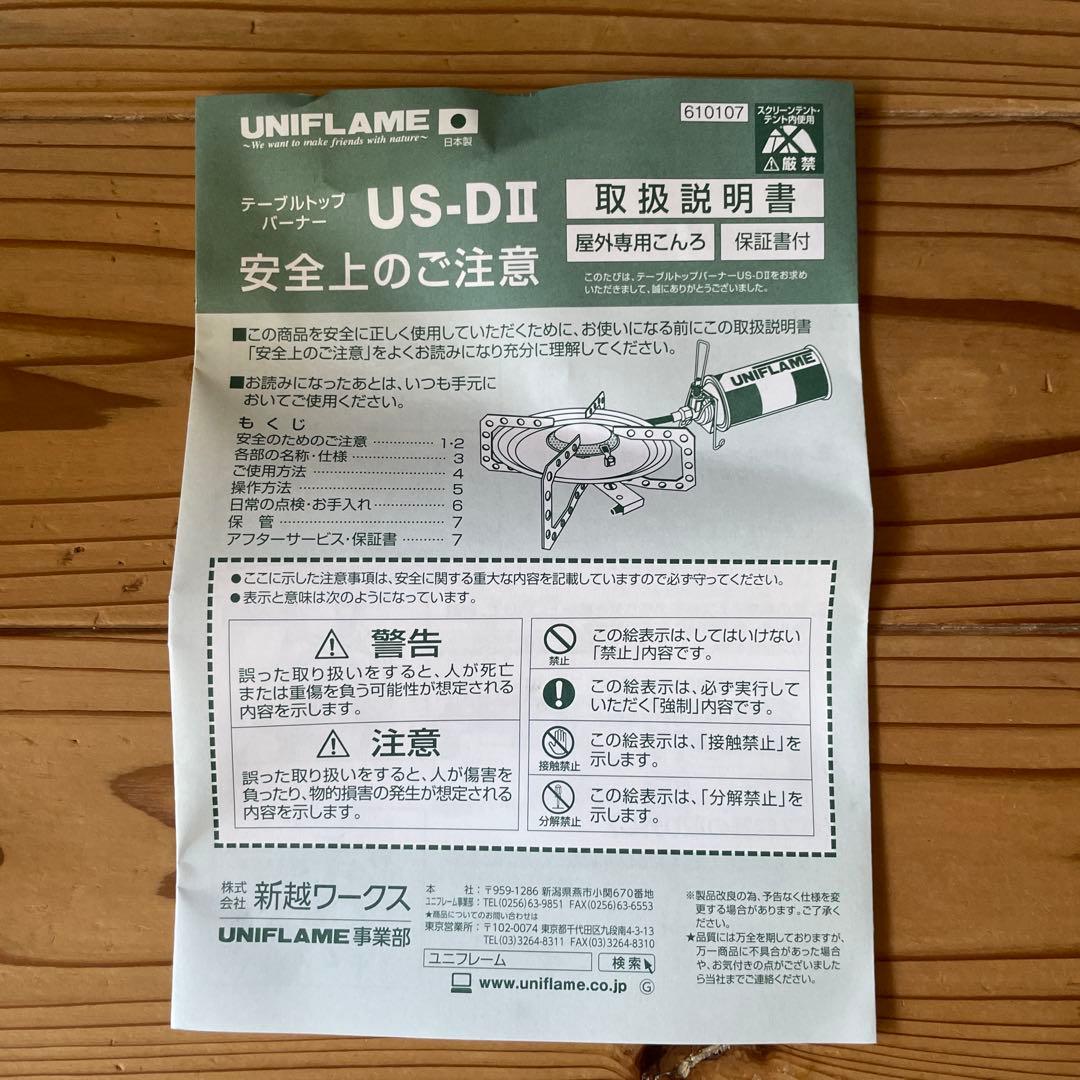 UNIFLAME
~We want to make friends with nature~
日本製
610107
スクリーンテント・
テント内使用
厳禁
テーブルトップ
バーナー
US-DⅡ
安全上のご注意
取扱説明書
屋外専用こんろ
保証書付
このたびは、テーブルトップバーナーUS-DⅡをお求め
いただきまして、誠にありがとうございました。
■この商品を安全に正しく使用していただくために、お使いになる前にこの取扱説明書
「安全上のご注意」をよくお読みになり充分に理解してください。
■お読みになったあとは、いつも手元に
おいてご使用ください。
もくじ
安全のためのご注意 …………… 1・2
各部の名称・仕様 ……………… 3
ご使用方法 ……………………… 4
操作方法 ………………………… 5
日常の点検・お手入れ…………… 6
保 管 …………………………… 7
アフターサービス・保証書 ……… 7
UNIFLAME
●ここに示した注意事項は、安全に関する重大な内容を記載していますので必ず守ってください。
●表示と意味は次のようになっています。
⚠ 警告
誤った取り扱いをすると、人が死亡
または重傷を負う可能性が想定される
内容を示します。
⚠ 注意
誤った取り扱いをすると、人が傷害を
負ったり、物的損害の発生が想定される
内容を示します。
禁止
この絵表示は、してはいけない
「禁止」内容です。
この絵表示は、必ず実行して
いただく「強制」内容です。
接触禁止
この絵表示は、「接触禁止」を
示します。
分解禁止
この絵表示は、「分解禁止」を
示します。
株式会社 新越ワークス
UNIFLAME事業部
本 社：〒959-1286 新潟県燕市小関670番地
ユニフレーム事業部：TEL(0256)63-9851 FAX(0256)63-6553
★商品についてのお問い合わせは
東京営業所：〒102-0074 東京都千代田区九段南4-3-13
TEL(03)3264-8311 FAX(03)3264-8310
ユニフレーム 検索
www.uniflame.co.jp Ⓖ
※製品改良の為、予告なく仕様を変
更する場合があります。ご了承く
ださい。
★品質には万全を期しておりますが、
万一商品に不具合があった場合
や、お気付きの点がございました
ら当社までご連絡ください。